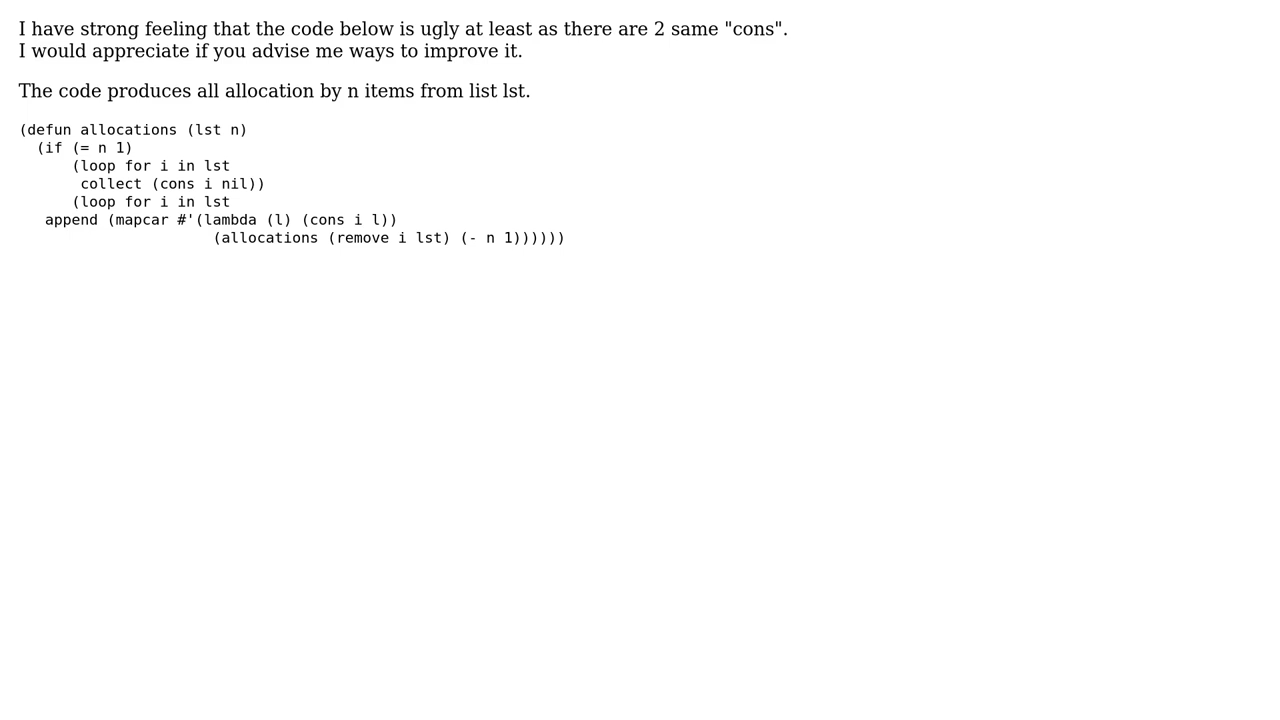 I have strong feeling that the code below is ugly at least as there are 2 same "cons".
I would appreciate if you advise me ways to improve it.
The code produces all allocation by n items from list lst.
(defun allocations (lst n)
  (if (= n 1)
      (loop for i in lst
       collect (cons i nil))
      (loop for i in lst
   append (mapcar #'(lambda (l) (cons i l))
                      (allocations (remove i lst) (- n 1))))))